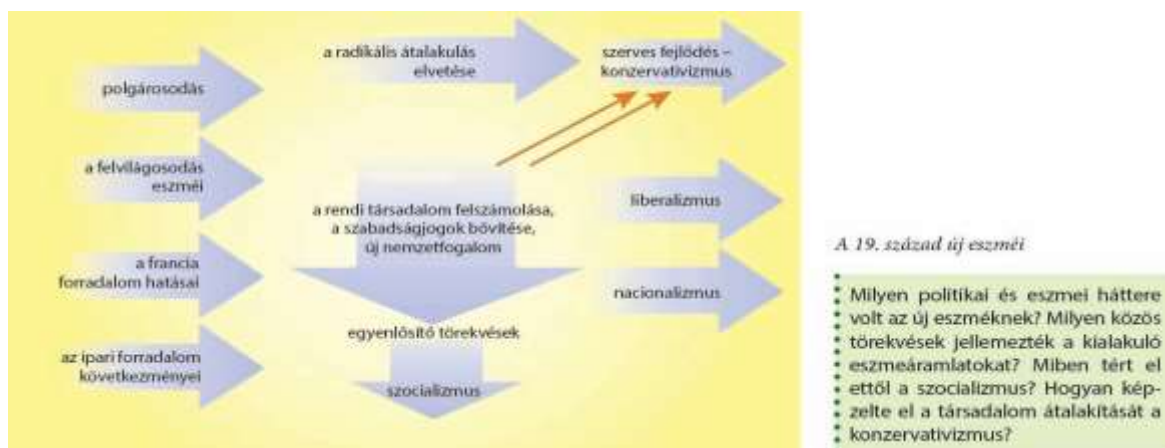 polgárosodás
a felvilágosodás
eszméi
a francia
forradalom hatásai
az ipari forradalom
következményei
a radikális átalakulás
elvetése
szerves fejlődés –
konzervativizmus
a rendi társadalom felszámolása,
a szabadságjogok bővítése,
új nemzetfogalom
liberalizmus
nacionalizmus
egyenlősítő törekvések
szocializmus
A 19. század új eszméi
Milyen politikai és eszmei háttere
volt az új eszméknek? Milyen közös
törekvések jellemezték a kialakuló
eszmeáramlatokat? Miben tért el
ettől a szocializmus? Hogyan kép-
zelte el a társadalom átalakítását a
konzervativizmus?